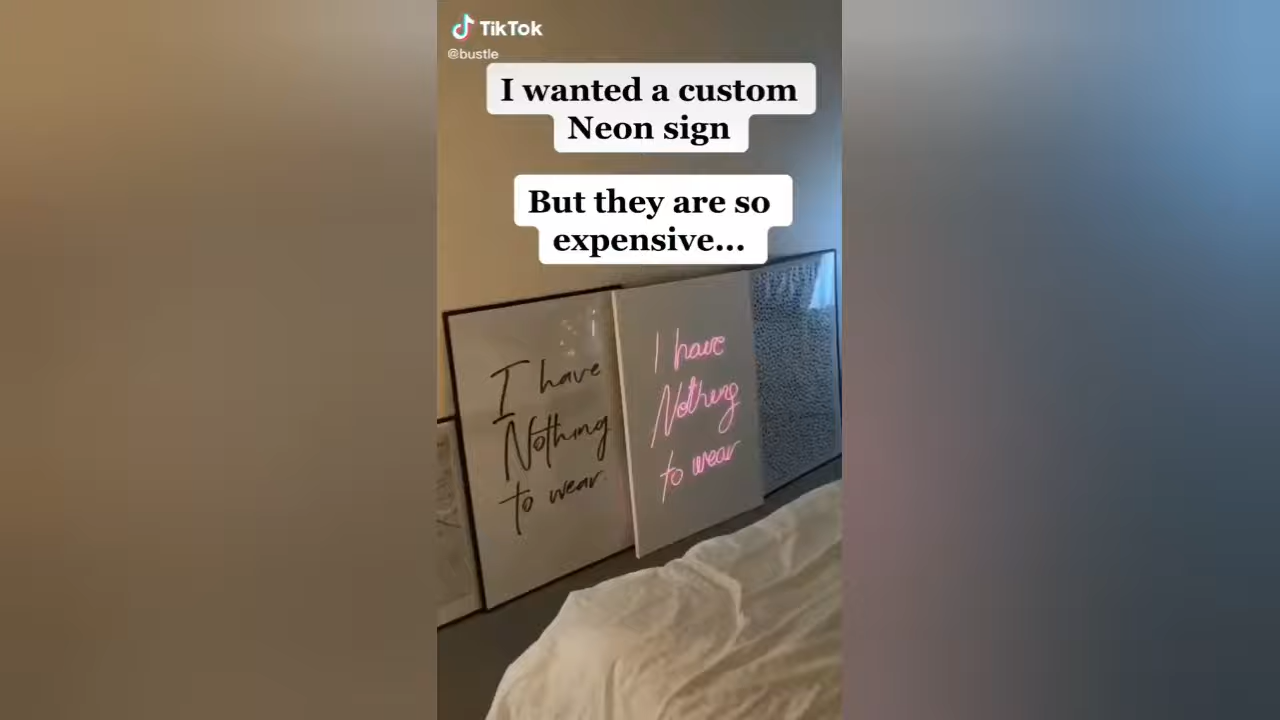 TikTok
@bustle
I wanted a custom
Neon sign
But they are so
expensive...
I have
Nothing
to wear.
I have
Nothing
to wear